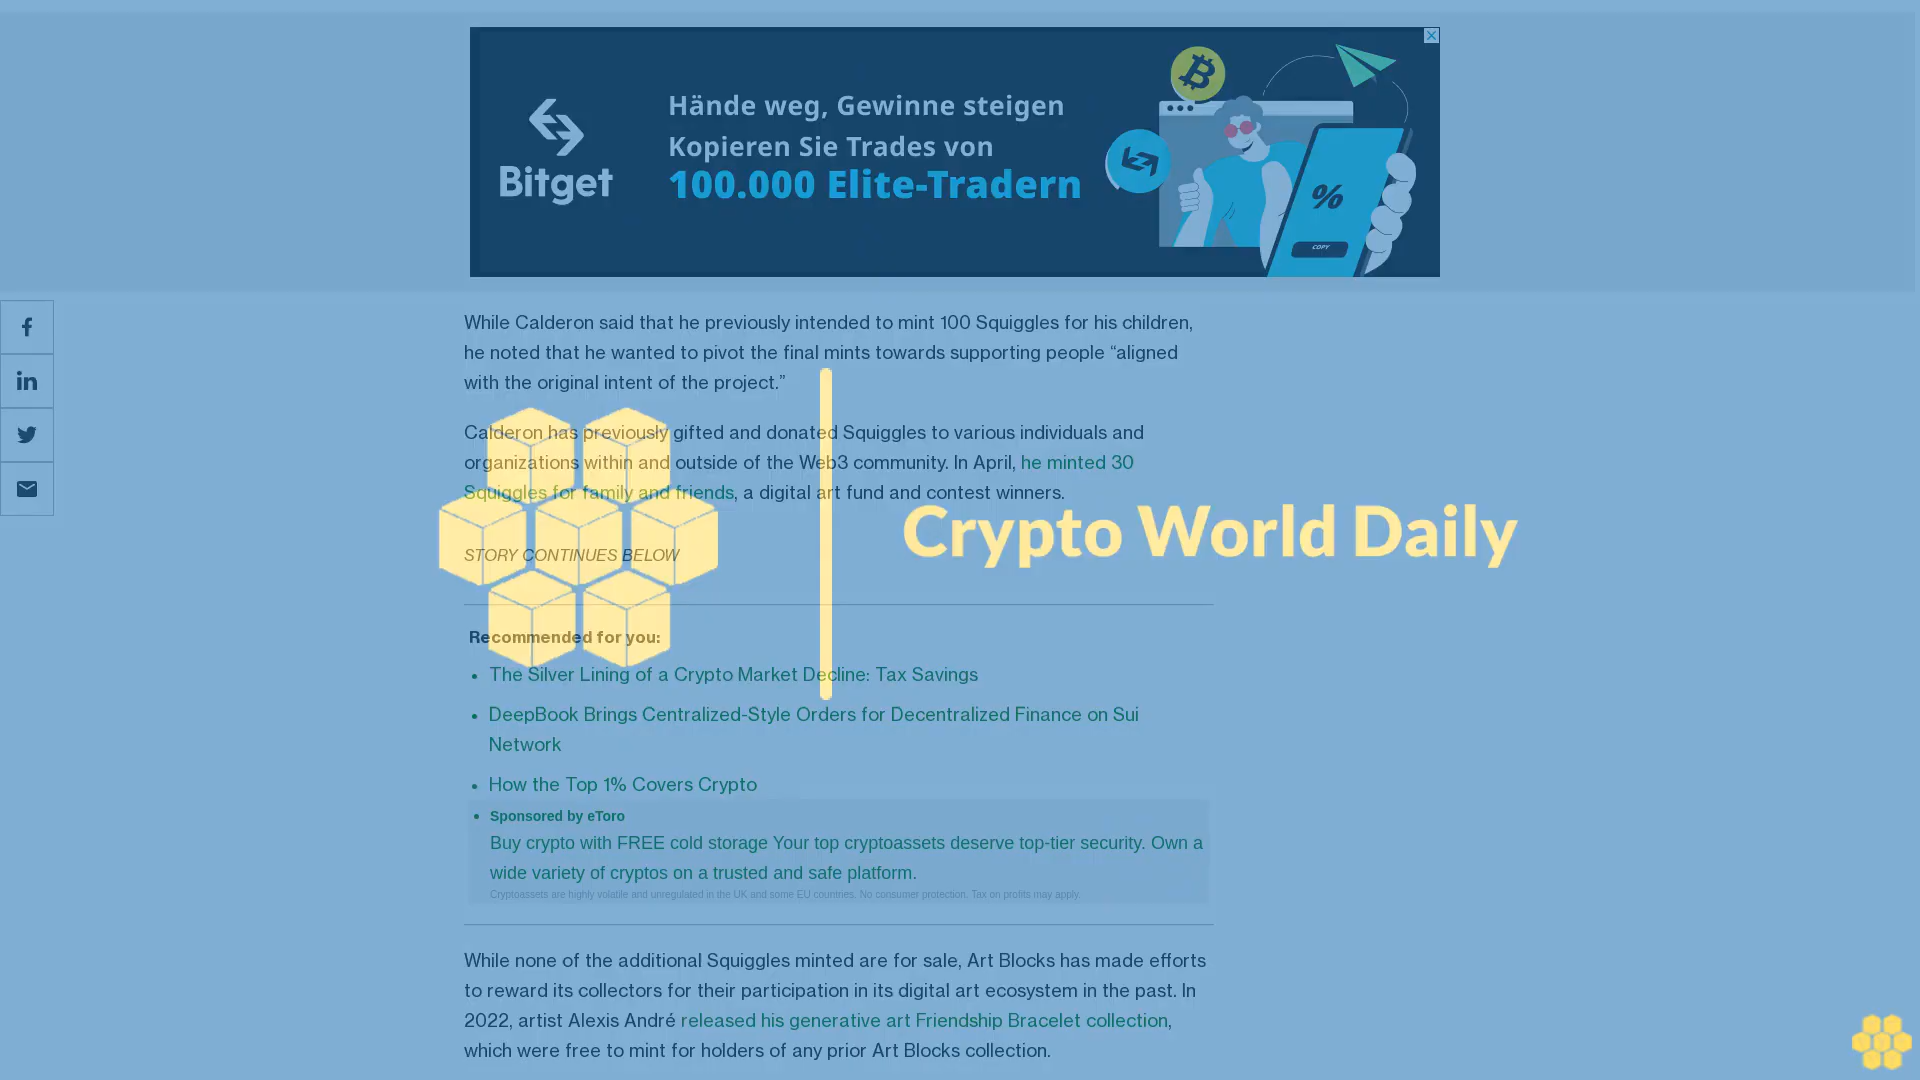 Bitget
Hände weg, Gewinne steigen
Kopieren Sie Trades von
100.000 Elite-Tradern
%
COPY
While Calderon said that he previously intended to mint 100 Squiggles for his children,
he noted that he wanted to pivot the final mints towards supporting people “aligned
with the original intent of the project.”
Calderon has previously gifted and donated Squiggles to various individuals and
organizations within and outside of the Web3 community. In April, he minted 30
Squiggles for family and friends, a digital art fund and contest winners.
Crypto World Daily
STORY CONTINUES BELOW
Recommended for you:
• The Silver Lining of a Crypto Market Decline: Tax Savings
• DeepBook Brings Centralized-Style Orders for Decentralized Finance on Sui
Network
• How the Top 1% Covers Crypto
• Sponsored by eToro
Buy crypto with FREE cold storage Your top cryptoassets deserve top-tier security. Own a
wide variety of cryptos on a trusted and safe platform.
Cryptoassets are highly volatile and unregulated in the UK and some EU countries. No consumer protection. Tax on profits may apply.
While none of the additional Squiggles minted are for sale, Art Blocks has made efforts
to reward its collectors for their participation in its digital art ecosystem in the past. In
2022, artist Alexis André released his generative art Friendship Bracelet collection,
which were free to mint for holders of any prior Art Blocks collection.